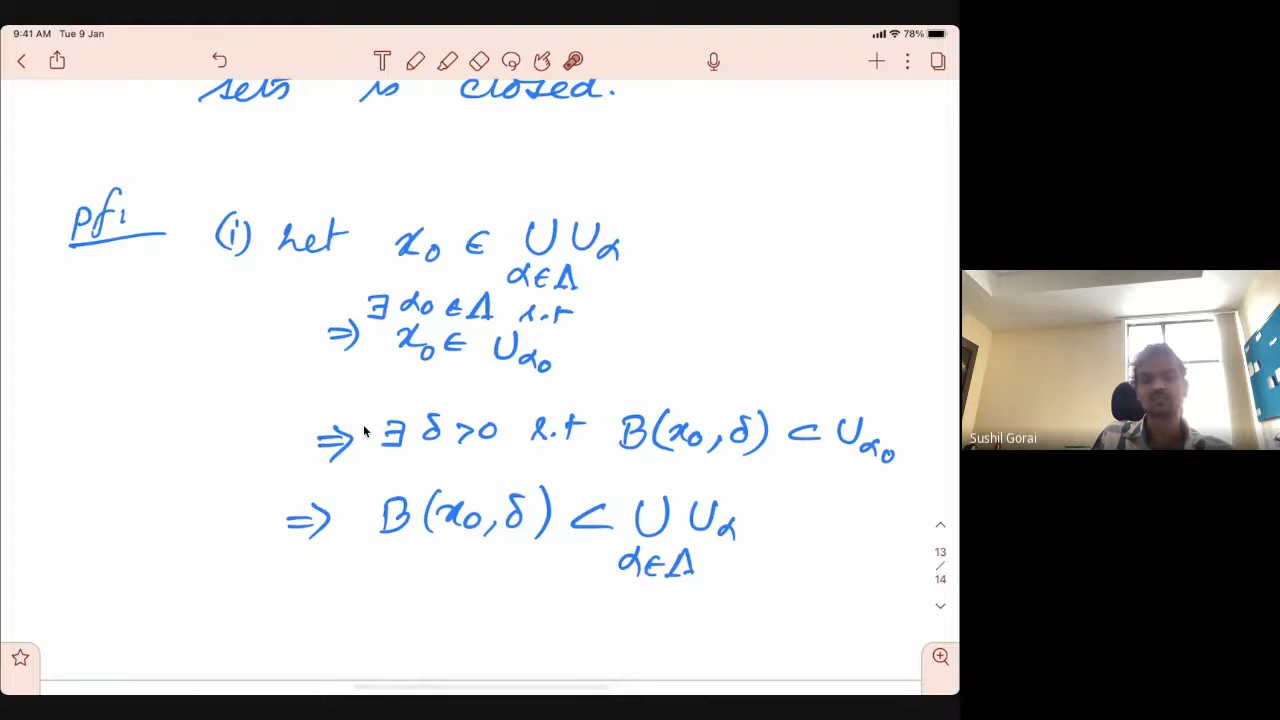 9:41 AM Tue 9 Jan
78%
sets is closed.
Pf:
(i) Let x₀ ∈ ⋃ U_α
α∈Λ
∃ α₀ ∈ Λ s.t
⇒ x₀ ∈ U_α₀
⇒ ∃ δ > 0 s.t B(x₀, δ) ⊂ U_α₀
⇒ B(x₀, δ) ⊂ ⋃ U_α
α∈Λ
13
/
14
Sushil Gorai